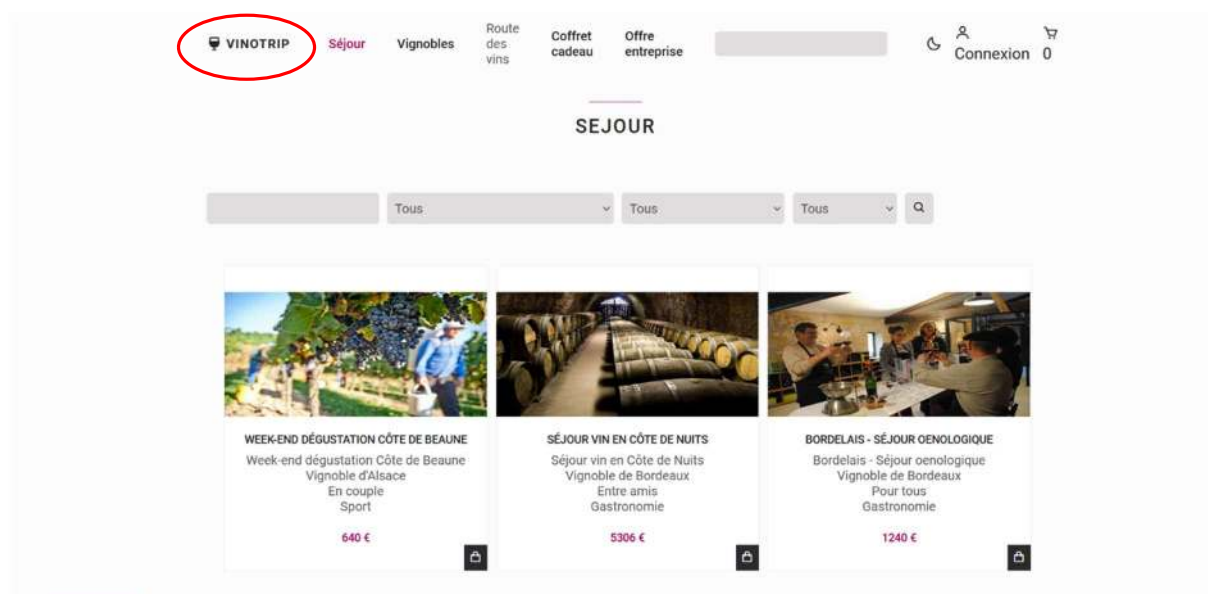 VINOTRIP
Séjour
Vignobles
Route
des
vins
Coffret
cadeau
Offre
entreprise
Connexion
0
SEJOUR
Tous
Tous
Tous
WEEK-END DÉGUSTATION CÔTE DE BEAUNE
Week-end dégustation Côte de Beaune
Vignoble d'Alsace
En couple
Sport
640 €
SÉJOUR VIN EN CÔTE DE NUITS
Séjour vin en Côte de Nuits
Vignoble de Bordeaux
Entre amis
Gastronomie
5306 €
BORDELAIS - SÉJOUR OENOLOGIQUE
Bordelais - Séjour oenologique
Vignoble de Bordeaux
Pour tous
Gastronomie
1240 €